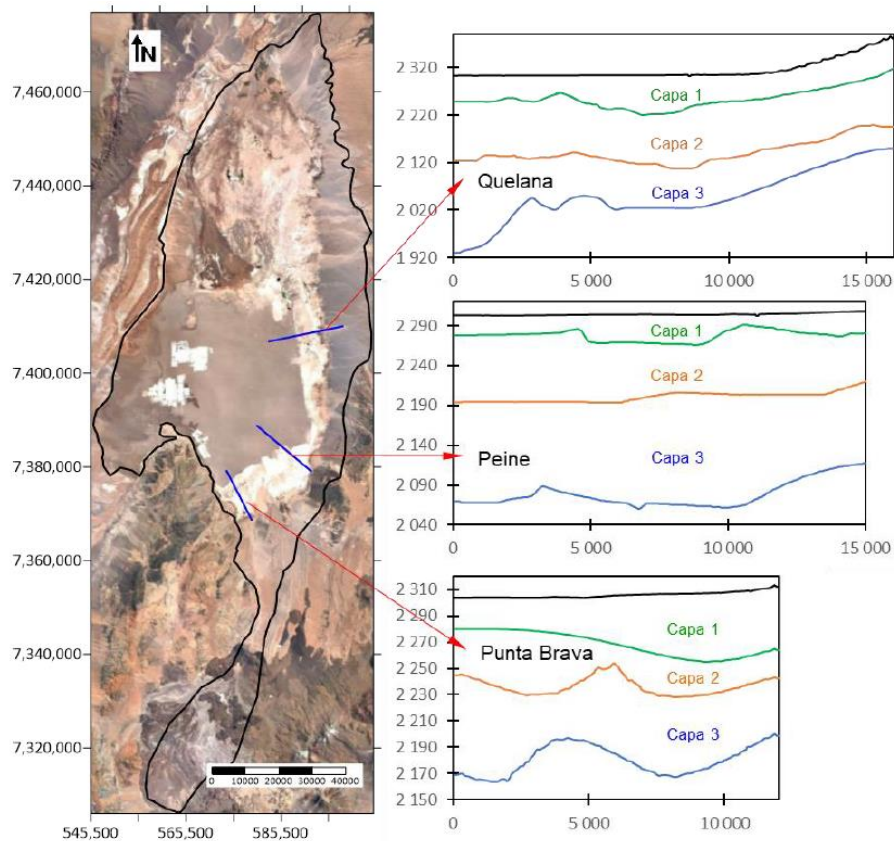 N
7,460,000
7,440,000
7,420,000
7,400,000
7,380,000
7,360,000
7,340,000
7,320,000
545,500 565,500 585,500
0 10000 20000 30000 40000
2 320
2 220
2 120
2 020
1 920
Capa 1
Capa 2
Quelana
Capa 3
0 5 000 10 000 15 000
2 290
2 240
2 190
2 140
2 090
2 040
Capa 1
Capa 2
Peine
Capa 3
0 5 000 10 000 15 000
2 310
2 290
2 270
2 250
2 230
2 210
2 190
2 170
2 150
Capa 1
Punta Brava
Capa 2
Capa 3
0 5 000 10 000